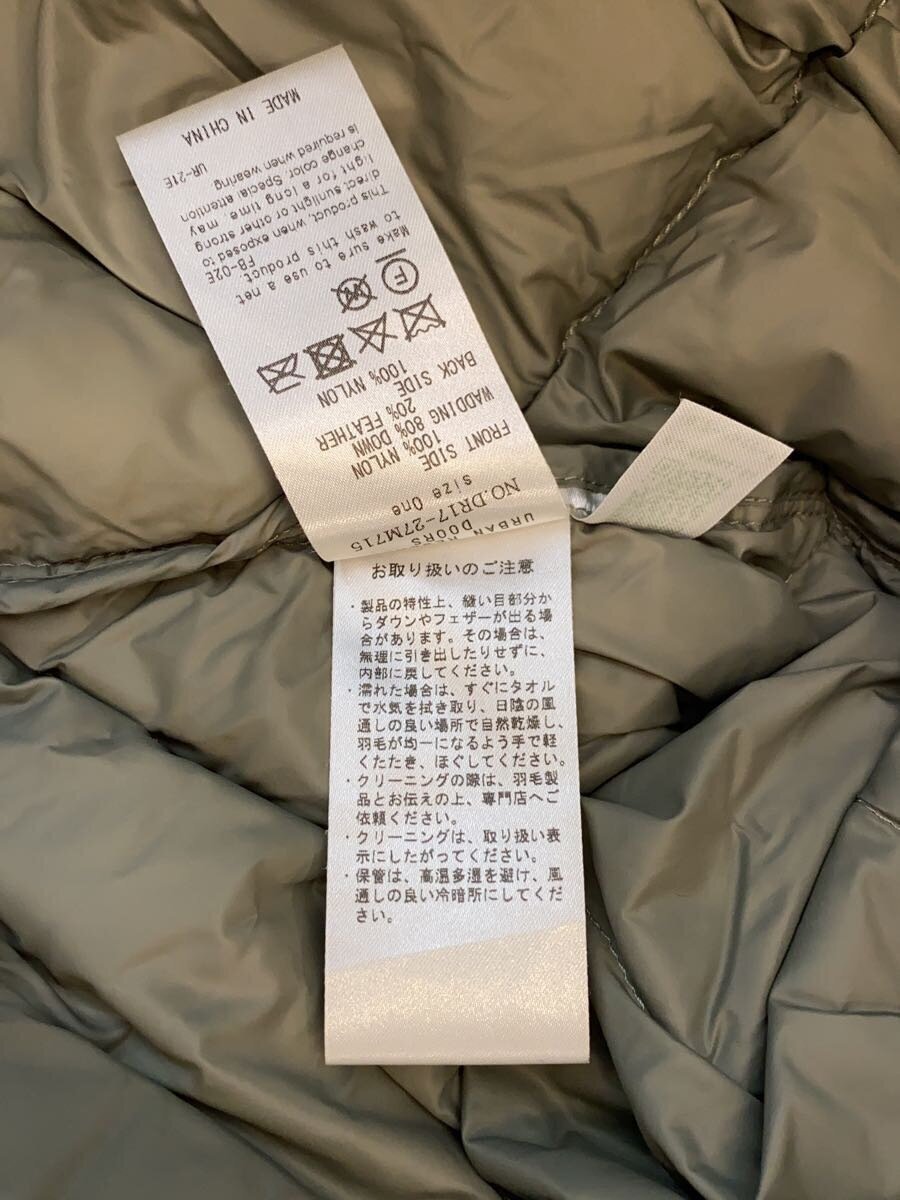 URBAN
DOORS
NO.DR17-27M715
size One
FRONT SIDE
100% NYLON
WADDING 80% DOWN
20% FEATHER
BACK SIDE
100% NYLON
F
Make sure to use a net
to wash this product.
FB-02E
This product, when exposed to
direct sunlight or other strong
light for a long time, may
change color. Special attention
is required when wearing
UR-21E
MADE IN CHINA
お取り扱いのご注意
・製品の特性上、縫い目部分か
らダウンやフェザーが出る場
合があります。その場合は、
無理に引き出したりせずに、
内部に戻してください。
・濡れた場合は、すぐにタオル
で水気を拭き取り、日陰の風
通しの良い場所で自然乾燥し、
羽毛が均一になるよう手で軽
くたたき、ほぐしてください。
・クリーニングの際は、羽毛製
品とお伝えの上、専門店へご
依頼ください。
・クリーニングは、取り扱い表
示にしたがってください。
・保管は、高温多湿を避け、風
通しの良い冷暗所にしてくだ
さい。